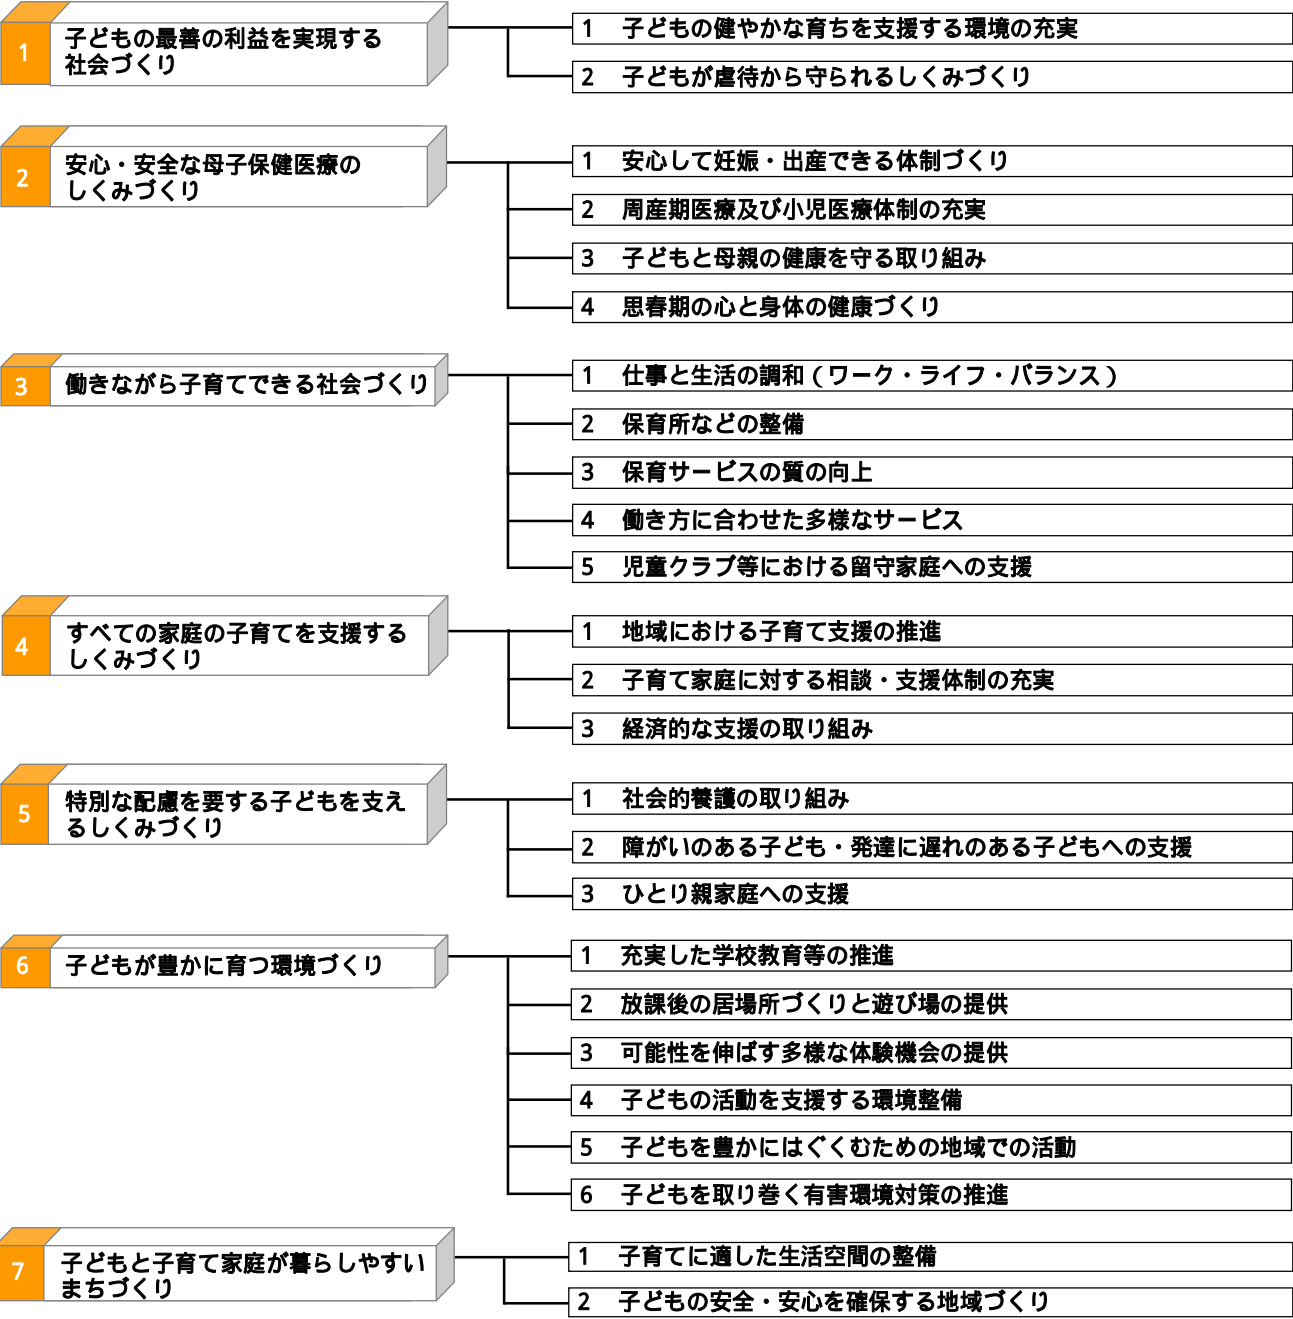 1 子どもの最善の利益を実現する
社会づくり
1 子どもの健やかな育ちを支援する環境の充実
2 子どもが虐待から守られるしくみづくり
2 安心・安全な母子保健医療の
しくみづくり
1 安心して妊娠・出産できる体制づくり
2 周産期医療及び小児医療体制の充実
3 子どもと母親の健康を守る取り組み
4 思春期の心と身体の健康づくり
3 働きながら子育てできる社会づくり
1 仕事と生活の調和(ワーク・ライフ・バランス)
2 保育所などの整備
3 保育サービスの質の向上
4 働き方に合わせた多様なサービス
5 児童クラブ等における留守家庭への支援
4 すべての家庭の子育てを支援する
しくみづくり
1 地域における子育て支援の推進
2 子育て家庭に対する相談・支援体制の充実
3 経済的な支援の取り組み
5 特別な配慮を要する子どもを支え
るしくみづくり
1 社会的養護の取り組み
2 障がいのある子ども・発達に遅れのある子どもへの支援
3 ひとり親家庭への支援
6 子どもが豊かに育つ環境づくり
1 充実した学校教育等の推進
2 放課後の居場所づくりと遊び場の提供
3 可能性を伸ばす多様な体験機会の提供
4 子どもの活動を支援する環境整備
5 子どもを豊かにはぐくむための地域での活動
6 子どもを取り巻く有害環境対策の推進
7 子どもと子育て家庭が暮らしやすい
まちづくり
1 子育てに適した生活空間の整備
2 子どもの安全・安心を確保する地域づくり